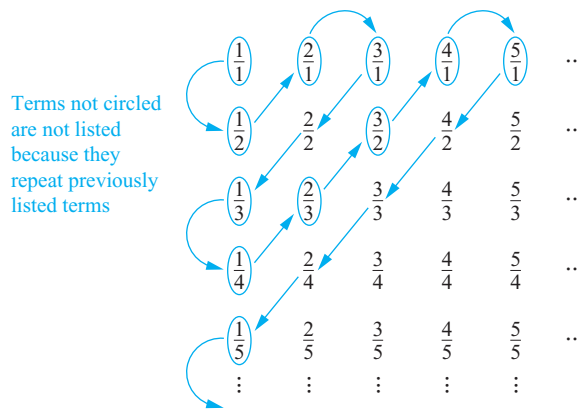 1/1 2/1 3/1 4/1 5/1 ..
Terms not circled
are not listed
because they
repeat previously
listed terms
1/2 2/2 3/2 4/2 5/2 ..
1/3 2/3 3/3 4/3 5/3 ..
1/4 2/4 3/4 4/4 5/4 ..
1/5 2/5 3/5 4/5 5/5 ..
⋮ ⋮ ⋮ ⋮ ⋮